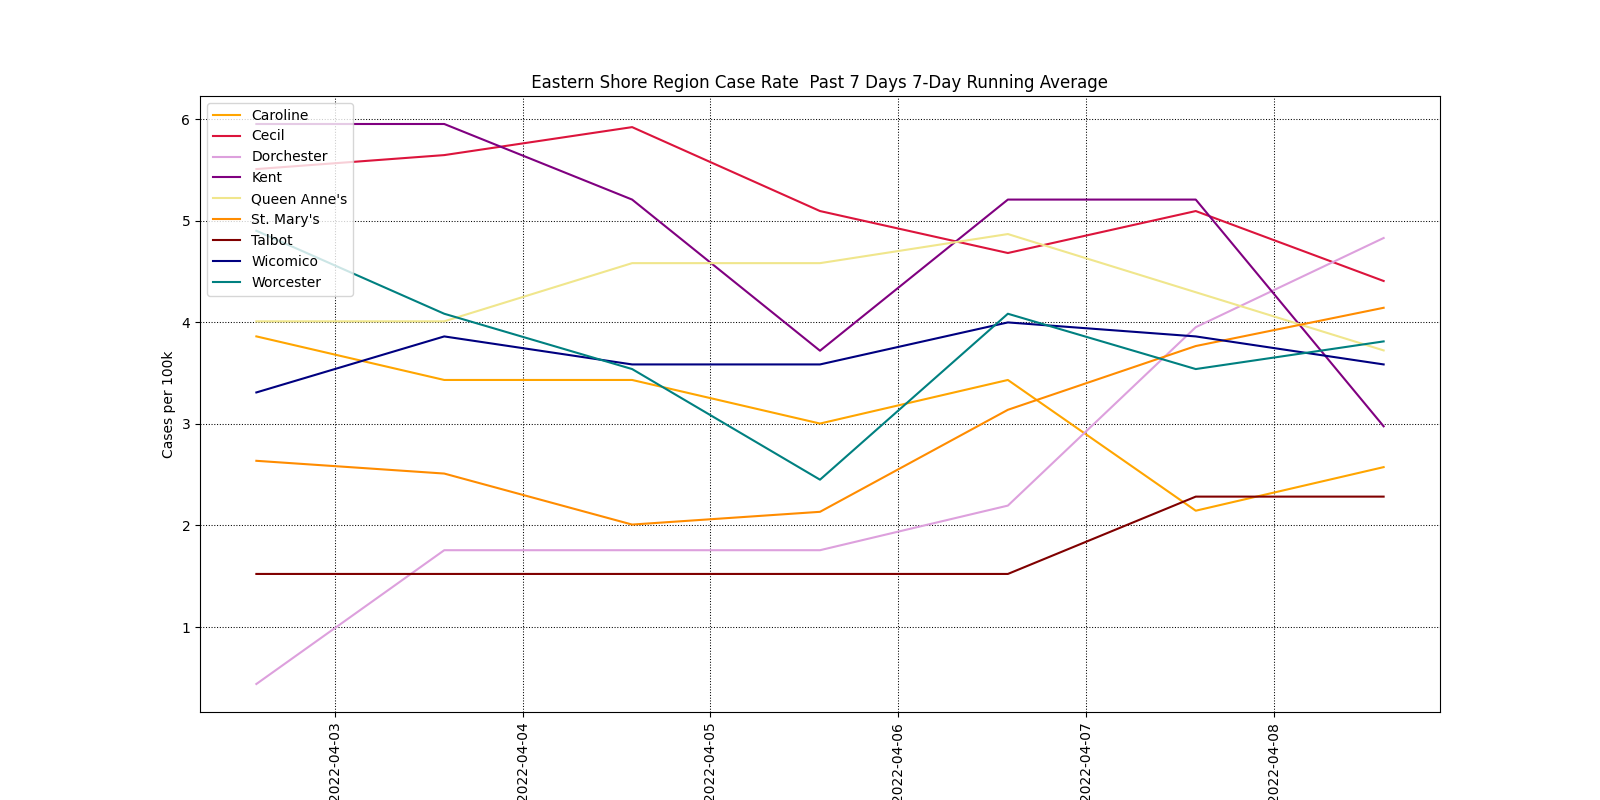 Eastern Shore Region Case Rate  Past 7 Days 7-Day Running Average
Caroline
Cecil
Dorchester
Kent
Queen Anne's
St. Mary's
Talbot
Wicomico
Worcester
6
5
4
3
2
1
Cases per 100k
2022-04-03
2022-04-04
2022-04-05
2022-04-06
2022-04-07
2022-04-08